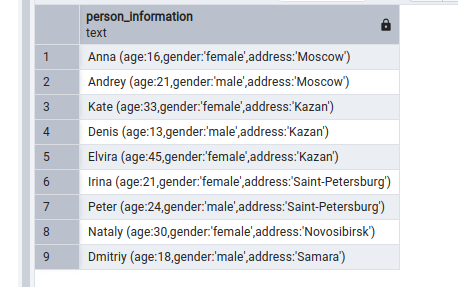 person_information
text
1 Anna (age:16,gender:'female',address:'Moscow')
2 Andrey (age:21,gender:'male',address:'Moscow')
3 Kate (age:33,gender:'female',address:'Kazan')
4 Denis (age:13,gender:'male',address:'Kazan')
5 Elvira (age:45,gender:'female',address:'Kazan')
6 Irina (age:21,gender:'female',address:'Saint-Petersburg')
7 Peter (age:24,gender:'male',address:'Saint-Petersburg')
8 Nataly (age:30,gender:'female',address:'Novosibirsk')
9 Dmitriy (age:18,gender:'male',address:'Samara')